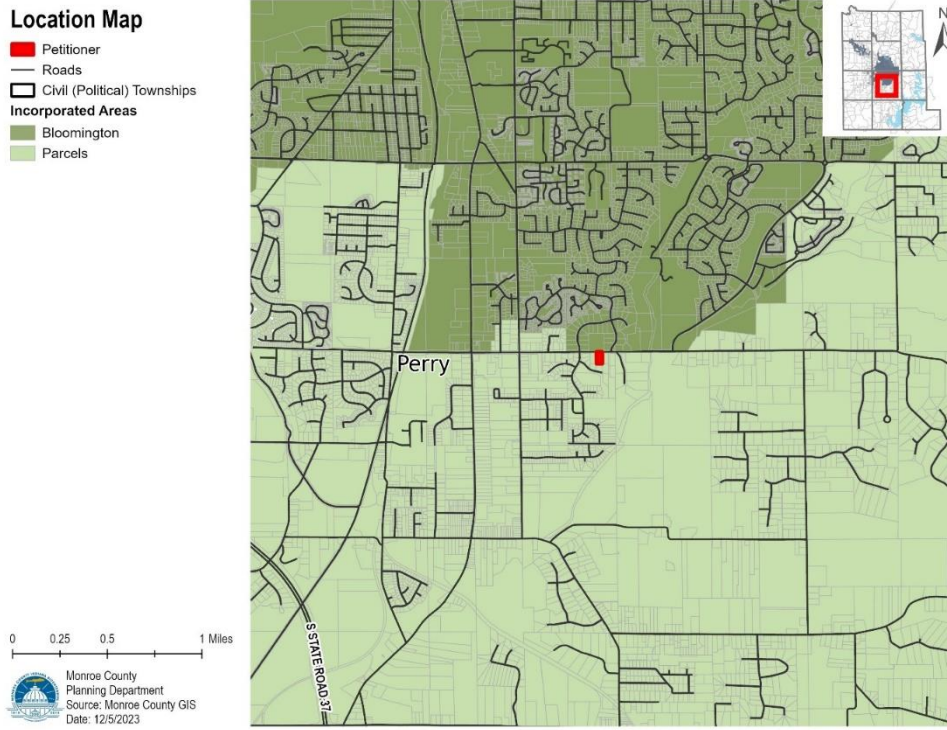 Location Map
Petitioner
Roads
Civil (Political) Townships
Incorporated Areas
Bloomington
Parcels
N
Perry
S STATE ROAD 37
0 0.25 0.5 1 Miles
Monroe County
Planning Department
Source: Monroe County GIS
Date: 12/5/2023